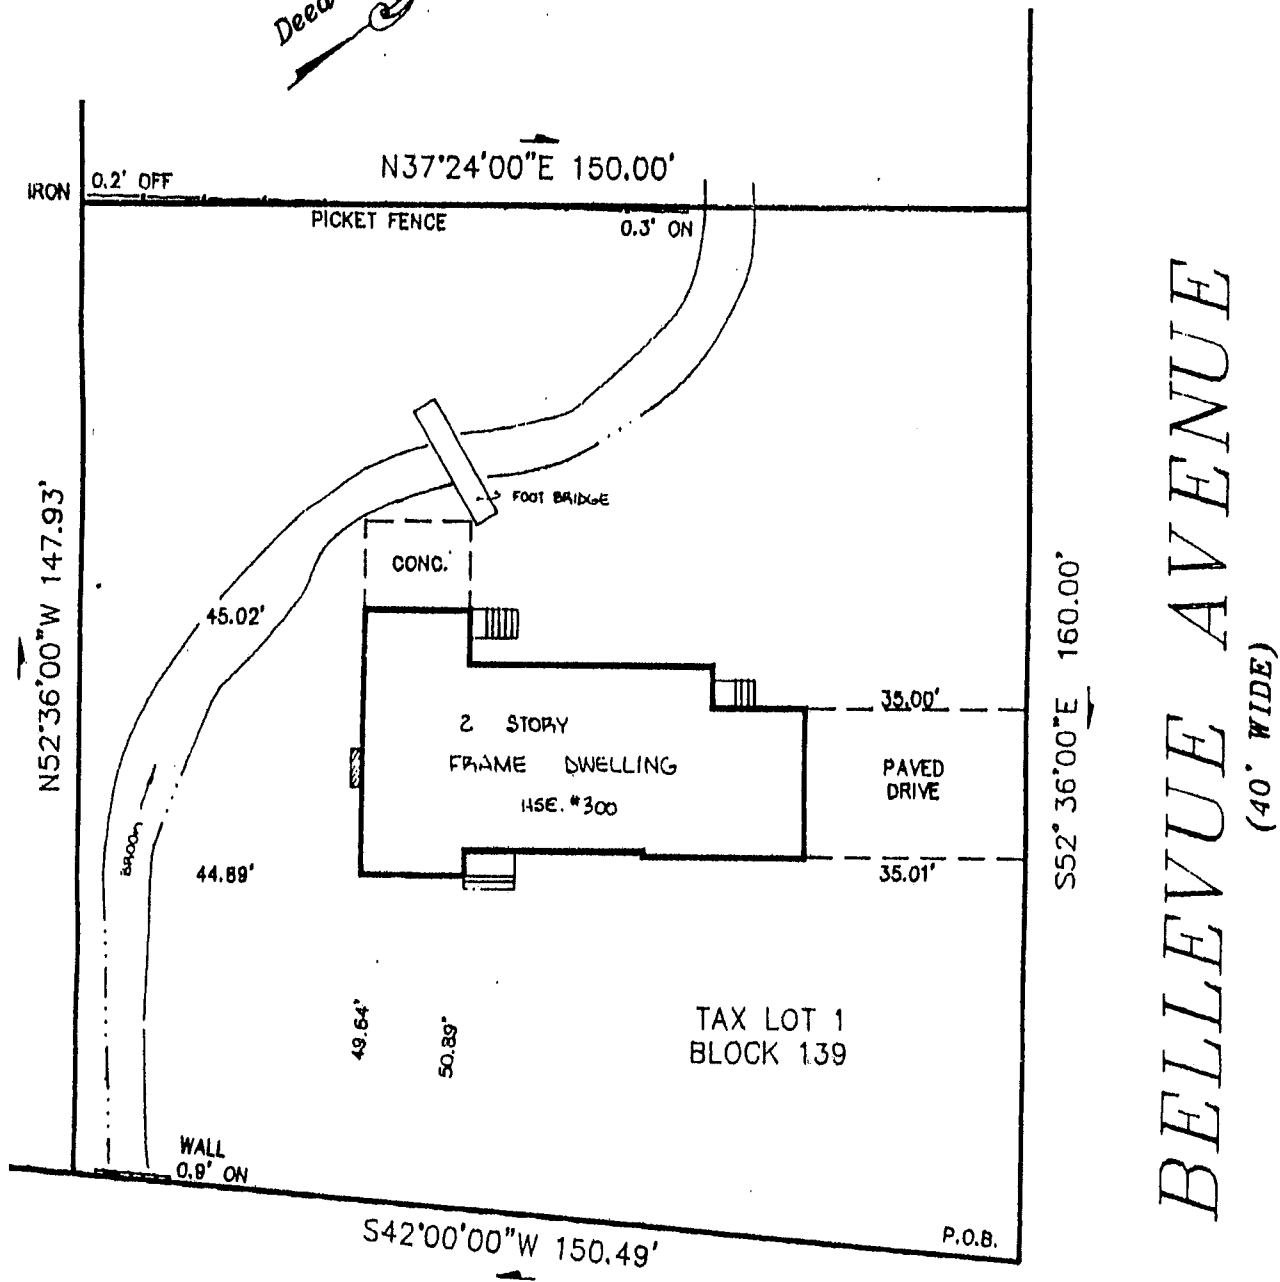 Deed
N37°24'00"E 150.00'
IRON
0.2' OFF
PICKET FENCE
0.3' ON
N52°36'00"W 147.93'
FOOT BRIDGE
CONC.
45.02'
2 STORY
FRAME DWELLING
HSE. #300
35.00'
PAVED
DRIVE
35.01'
S52°36'00"E 160.00'
BELLEVUE AVENUE
(40' WIDE)
BROOK
44.89'
49.64'
50.89'
TAX LOT 1
BLOCK 139
WALL
0.9' ON
S42°00'00"W 150.49'
P.O.B.